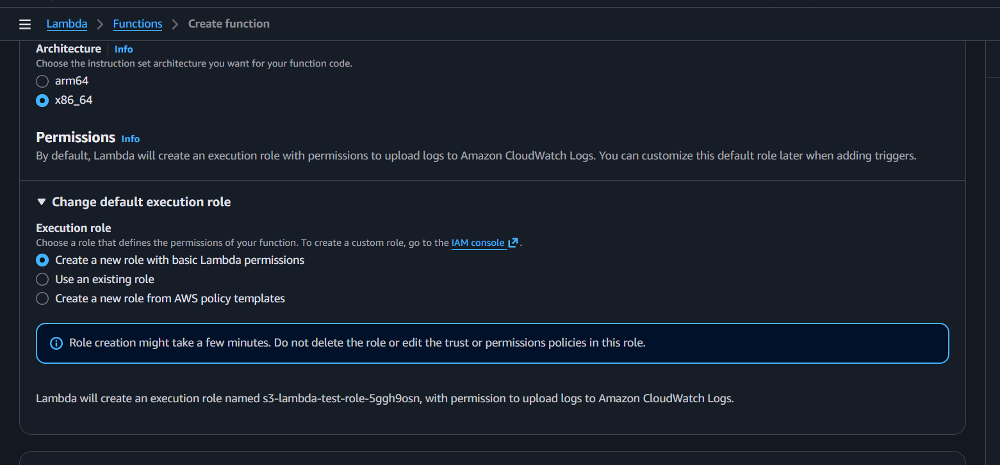 Lambda > Functions > Create function
Architecture Info
Choose the instruction set architecture you want for your function code.
arm64
x86_64
Permissions Info
By default, Lambda will create an execution role with permissions to upload logs to Amazon CloudWatch Logs. You can customize this default role later when adding triggers.
Change default execution role
Execution role
Choose a role that defines the permissions of your function. To create a custom role, go to the IAM console .
Create a new role with basic Lambda permissions
Use an existing role
Create a new role from AWS policy templates
Role creation might take a few minutes. Do not delete the role or edit the trust or permissions policies in this role.
Lambda will create an execution role named s3-lambda-test-role-5ggh9osn, with permission to upload logs to Amazon CloudWatch Logs.